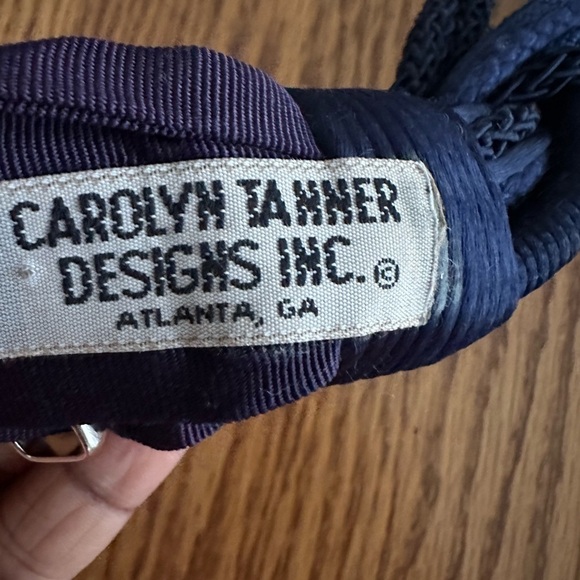 CAROLYN TANNER
DESIGNS INC.©
ATLANTA, GA